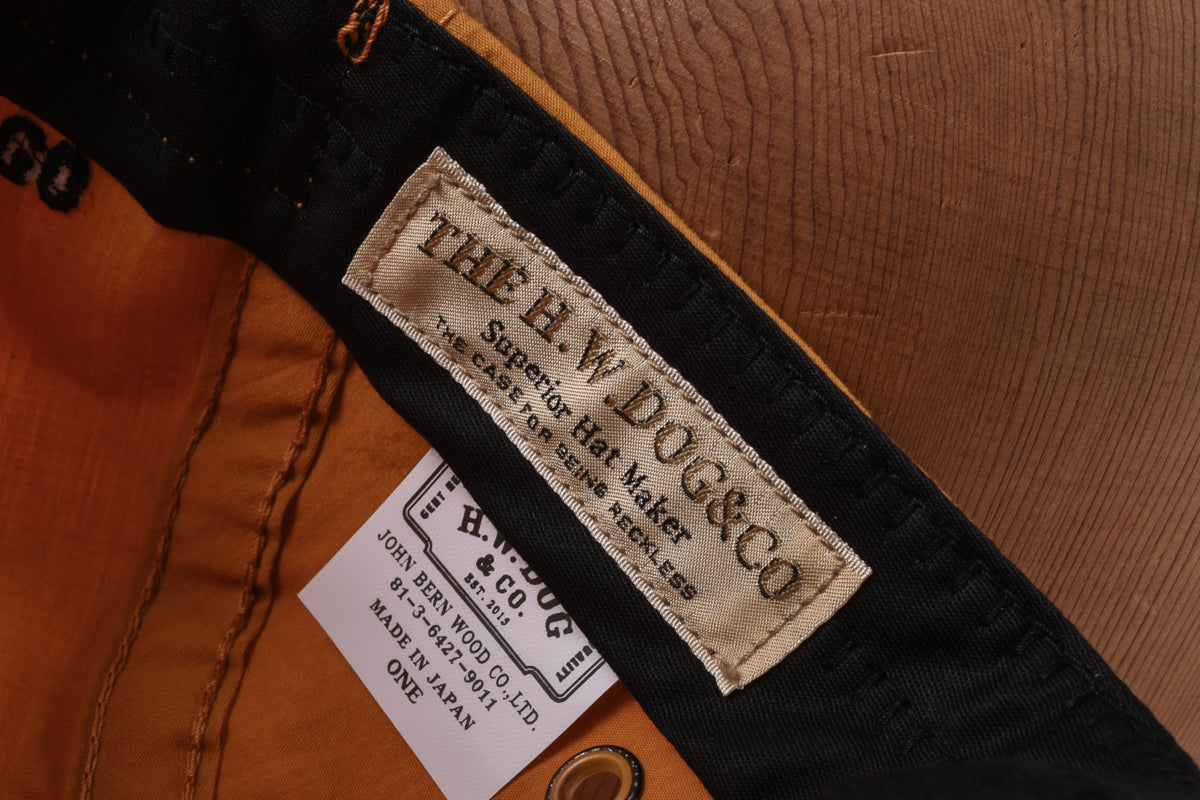 THE H.W.DOG&CO
Superior Hat Maker
THE CASE FOR BEING RECKLESS
H.W.DOG
& CO.
EST. 2015
JOHN BERN WOOD CO.,LTD.
81-3-6427-9011
MADE IN JAPAN
ONE